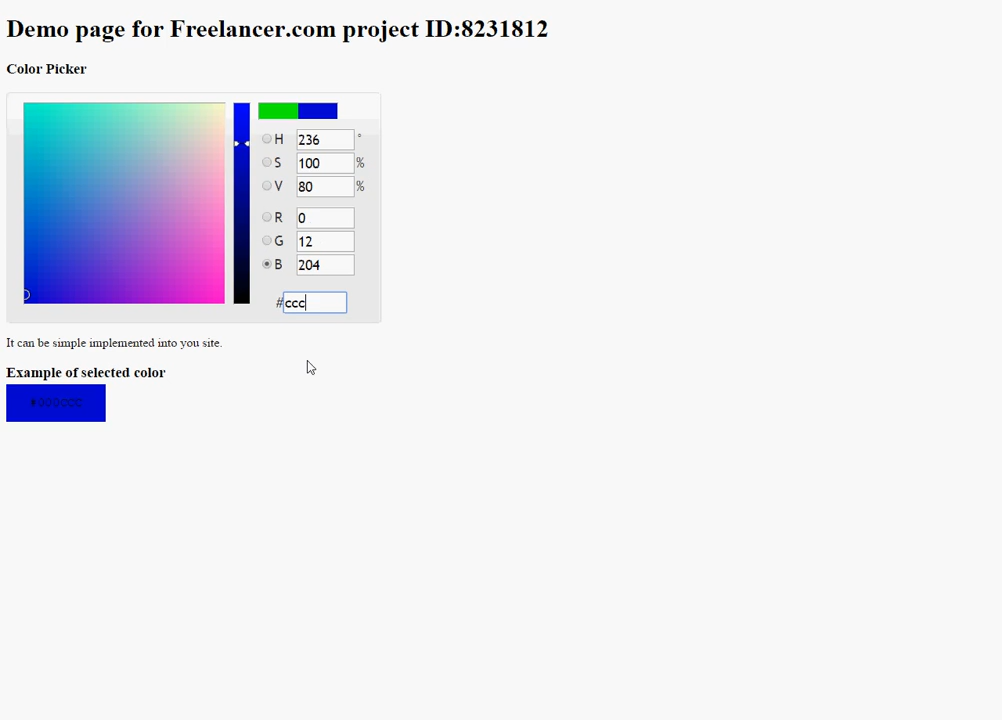 Demo page for Freelancer.com project ID:8231812
Color Picker
H 236 °
S 100 %
V 80 %
R 0
G 12
B 204
#ccc
It can be simple implemented into you site.
Example of selected color
#000CCC